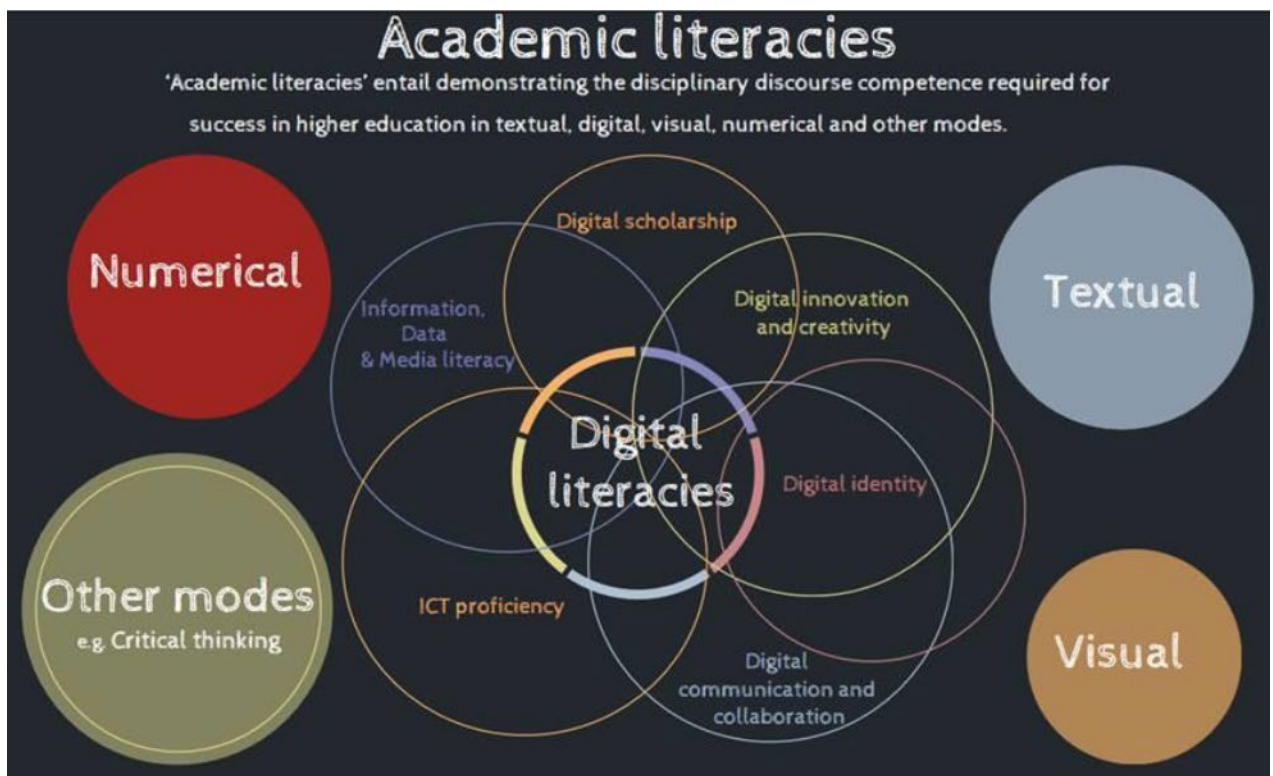 Academic literacies
‘Academic literacies’ entail demonstrating the disciplinary discourse competence required for
success in higher education in textual, digital, visual, numerical and other modes.
Numerical
Digital scholarship
Information,
Data
& Media literacy
Digital innovation
and creativity
Textual
Digital
literacies
Digital identity
Other modes
e.g. Critical thinking
ICT proficiency
Digital
communication and
collaboration
Visual